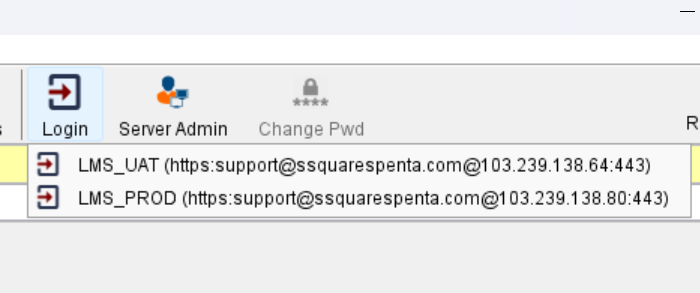 s
Login
Server Admin
****
Change Pwd
R
LMS_UAT (https:support@ssquarespenta.com@103.239.138.64:443)
LMS_PROD (https:support@ssquarespenta.com@103.239.138.80:443)